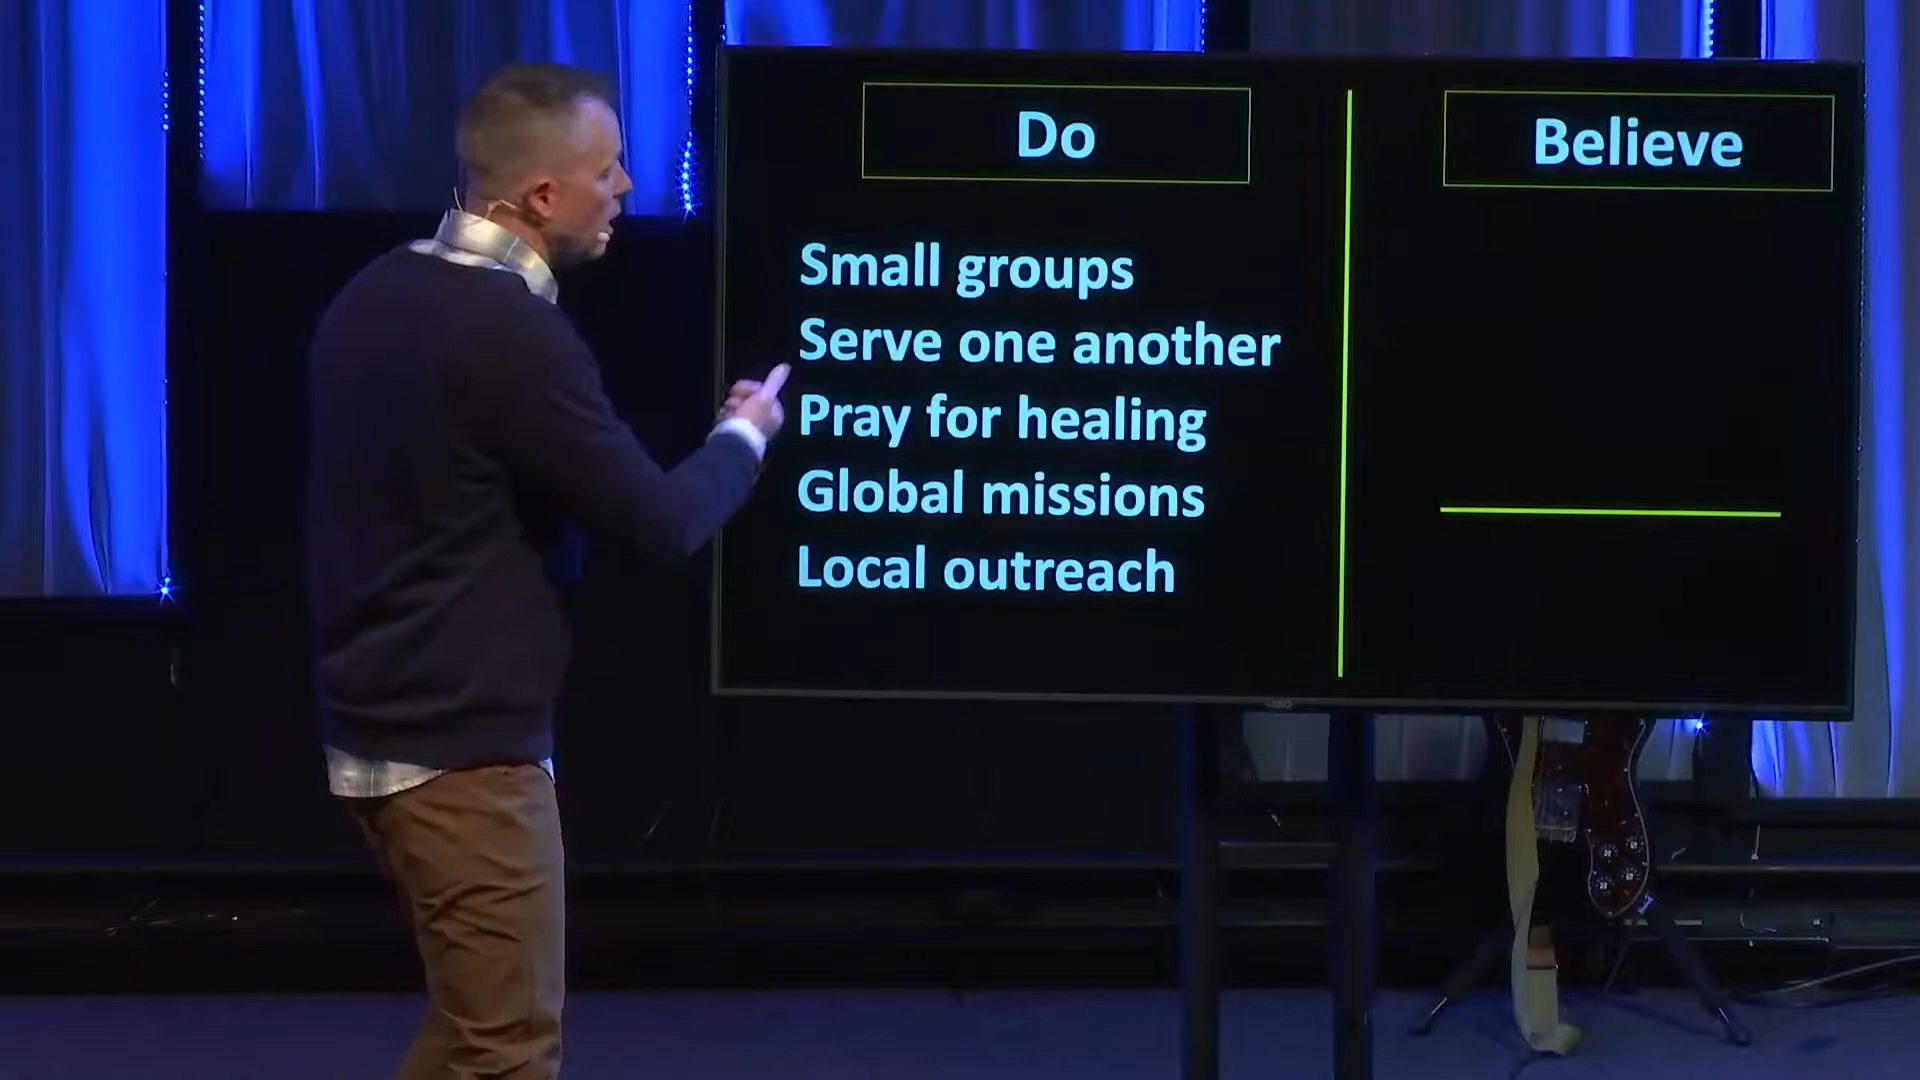 Do
Small groups
Serve one another
Pray for healing
Global missions
Local outreach
Believe